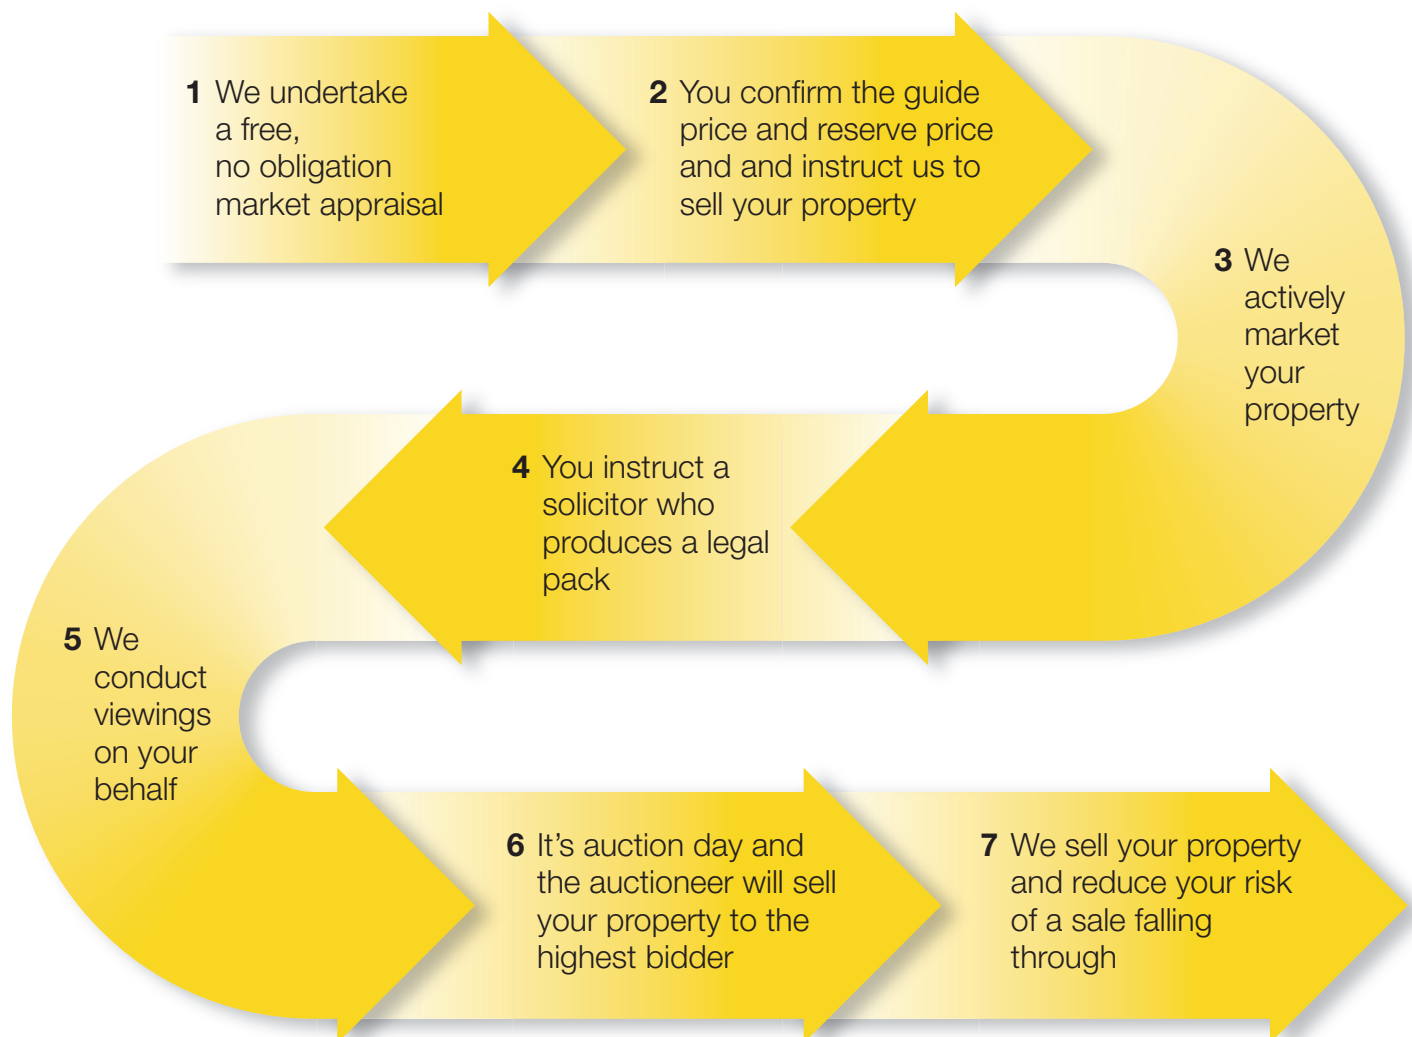 1 We undertake
a free,
no obligation
market appraisal
2 You confirm the guide
price and reserve price
and and instruct us to
sell your property
3 We
actively
market
your
property
4 You instruct a
solicitor who
produces a legal
pack
5 We
conduct
viewings
on your
behalf
6 It’s auction day and
the auctioneer will sell
your property to the
highest bidder
7 We sell your property
and reduce your risk
of a sale falling
through